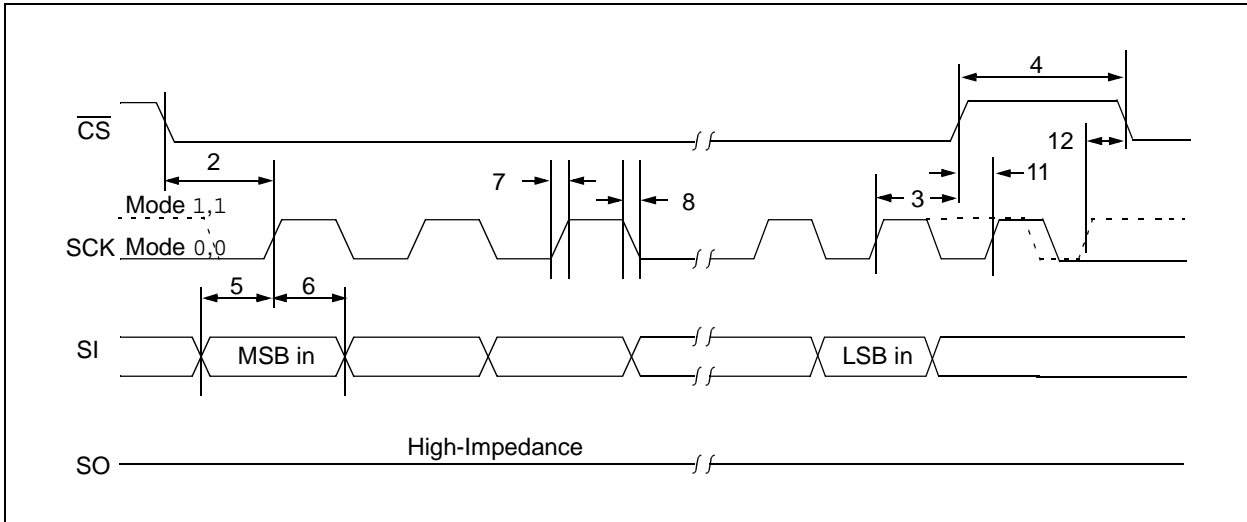 4
CS
12
2
7
8
3
11
Mode 1,1
SCK Mode 0,0
5
6
SI
MSB in
LSB in
High-Impedance
SO